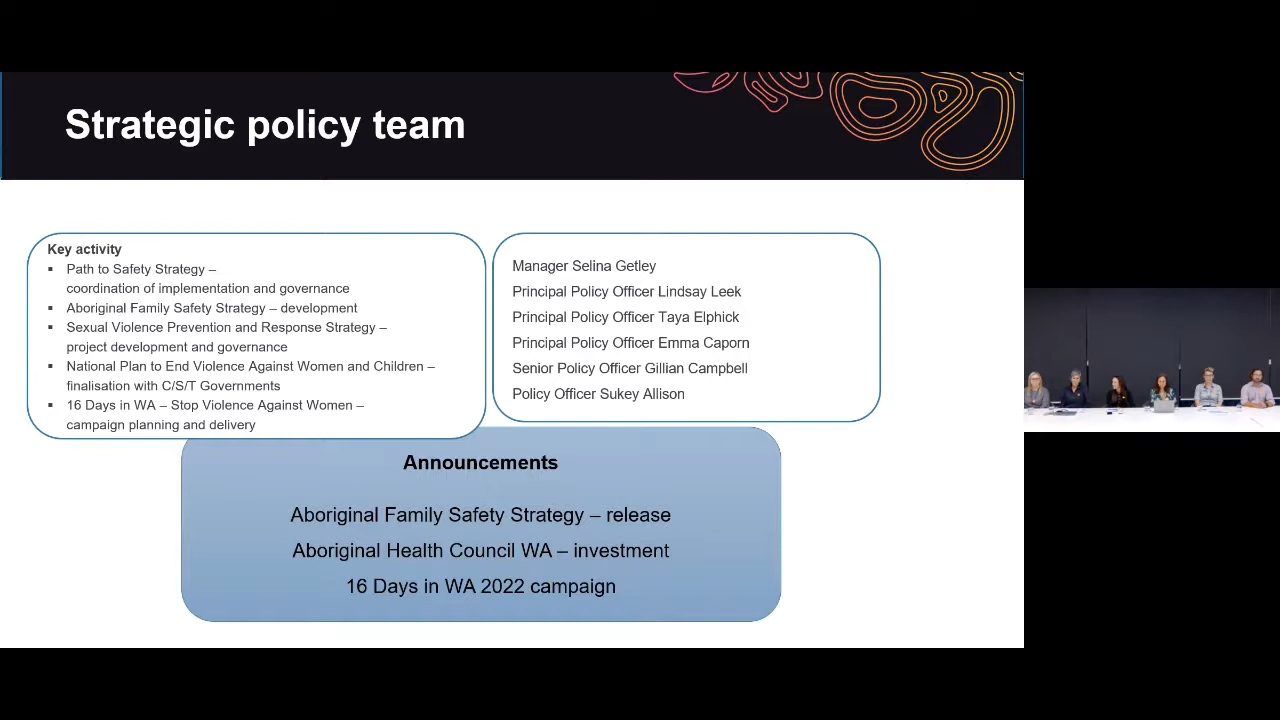 Strategic policy team
Key activity
▪ Path to Safety Strategy –
coordination of implementation and governance
▪ Aboriginal Family Safety Strategy – development
▪ Sexual Violence Prevention and Response Strategy –
project development and governance
▪ National Plan to End Violence Against Women and Children –
finalisation with C/S/T Governments
▪ 16 Days in WA – Stop Violence Against Women –
campaign planning and delivery
Manager Selina Getley
Principal Policy Officer Lindsay Leek
Principal Policy Officer Taya Elphick
Principal Policy Officer Emma Caporn
Senior Policy Officer Gillian Campbell
Policy Officer Sukey Allison
Announcements
Aboriginal Family Safety Strategy – release
Aboriginal Health Council WA – investment
16 Days in WA 2022 campaign